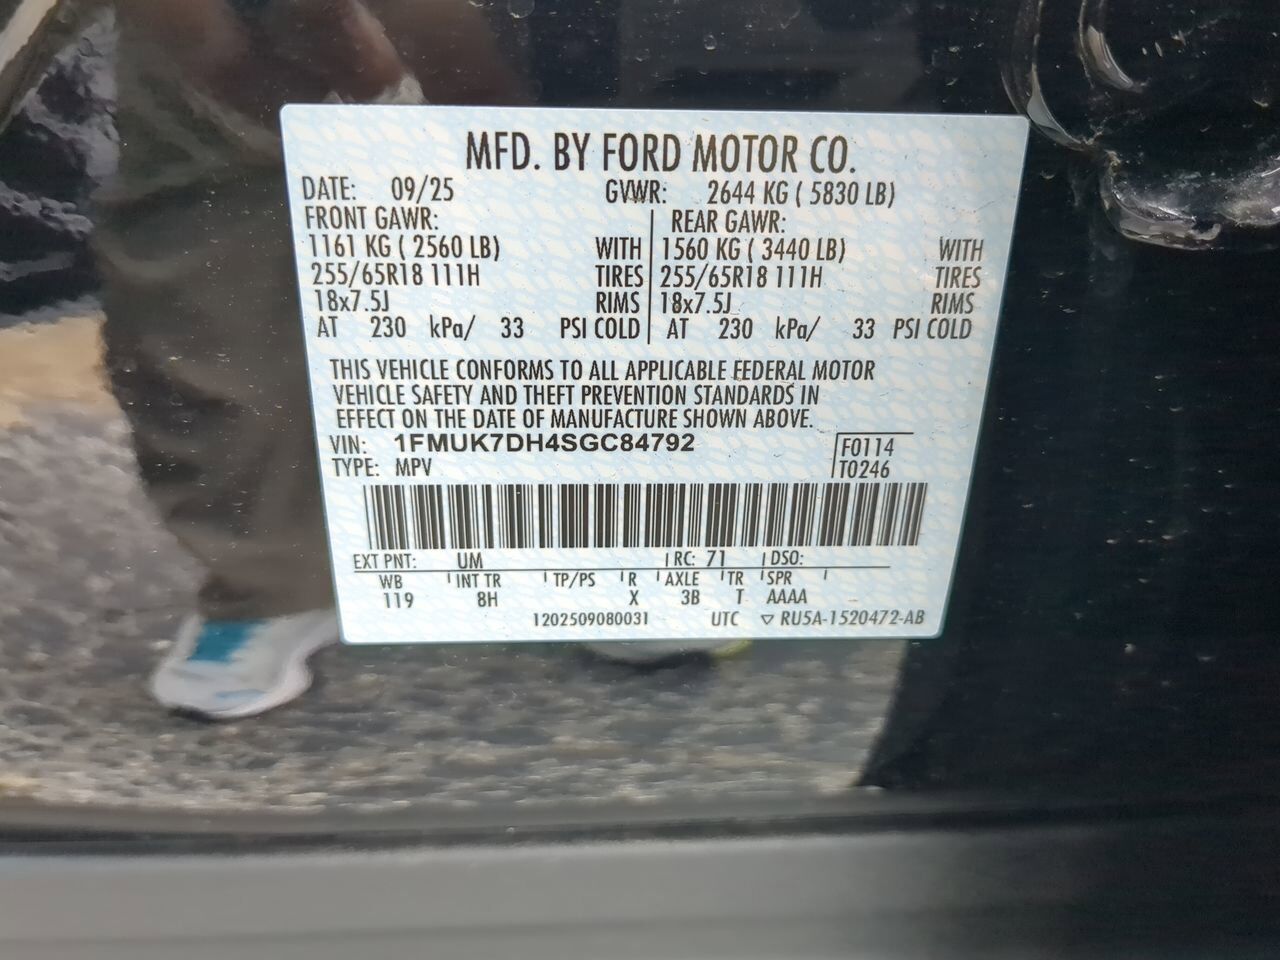 MFD. BY FORD MOTOR CO.
DATE: 09/25 GVWR: 2644 KG ( 5830 LB)
FRONT GAWR: REAR GAWR:
1161 KG ( 2560 LB) WITH 1560 KG ( 3440 LB) WITH
255/65R18 111H TIRES 255/65R18 111H TIRES
18x7.5J RIMS 18x7.5J RIMS
AT 230 kPa/ 33 PSI COLD AT 230 kPa/ 33 PSI COLD
THIS VEHICLE CONFORMS TO ALL APPLICABLE FEDERAL MOTOR
VEHICLE SAFETY AND THEFT PREVENTION STANDARDS IN
EFFECT ON THE DATE OF MANUFACTURE SHOWN ABOVE.
VIN: 1FMUK7DH4SGC84792 F0114
TYPE: MPV T0246
EXT PNT: UM RC: 71 DSO:
WB INT TR TP/PS R AXLE TR SPR
119 8H X 3B T AAAA
1202509080031 UTC ▽ RU5A-1520472-AB